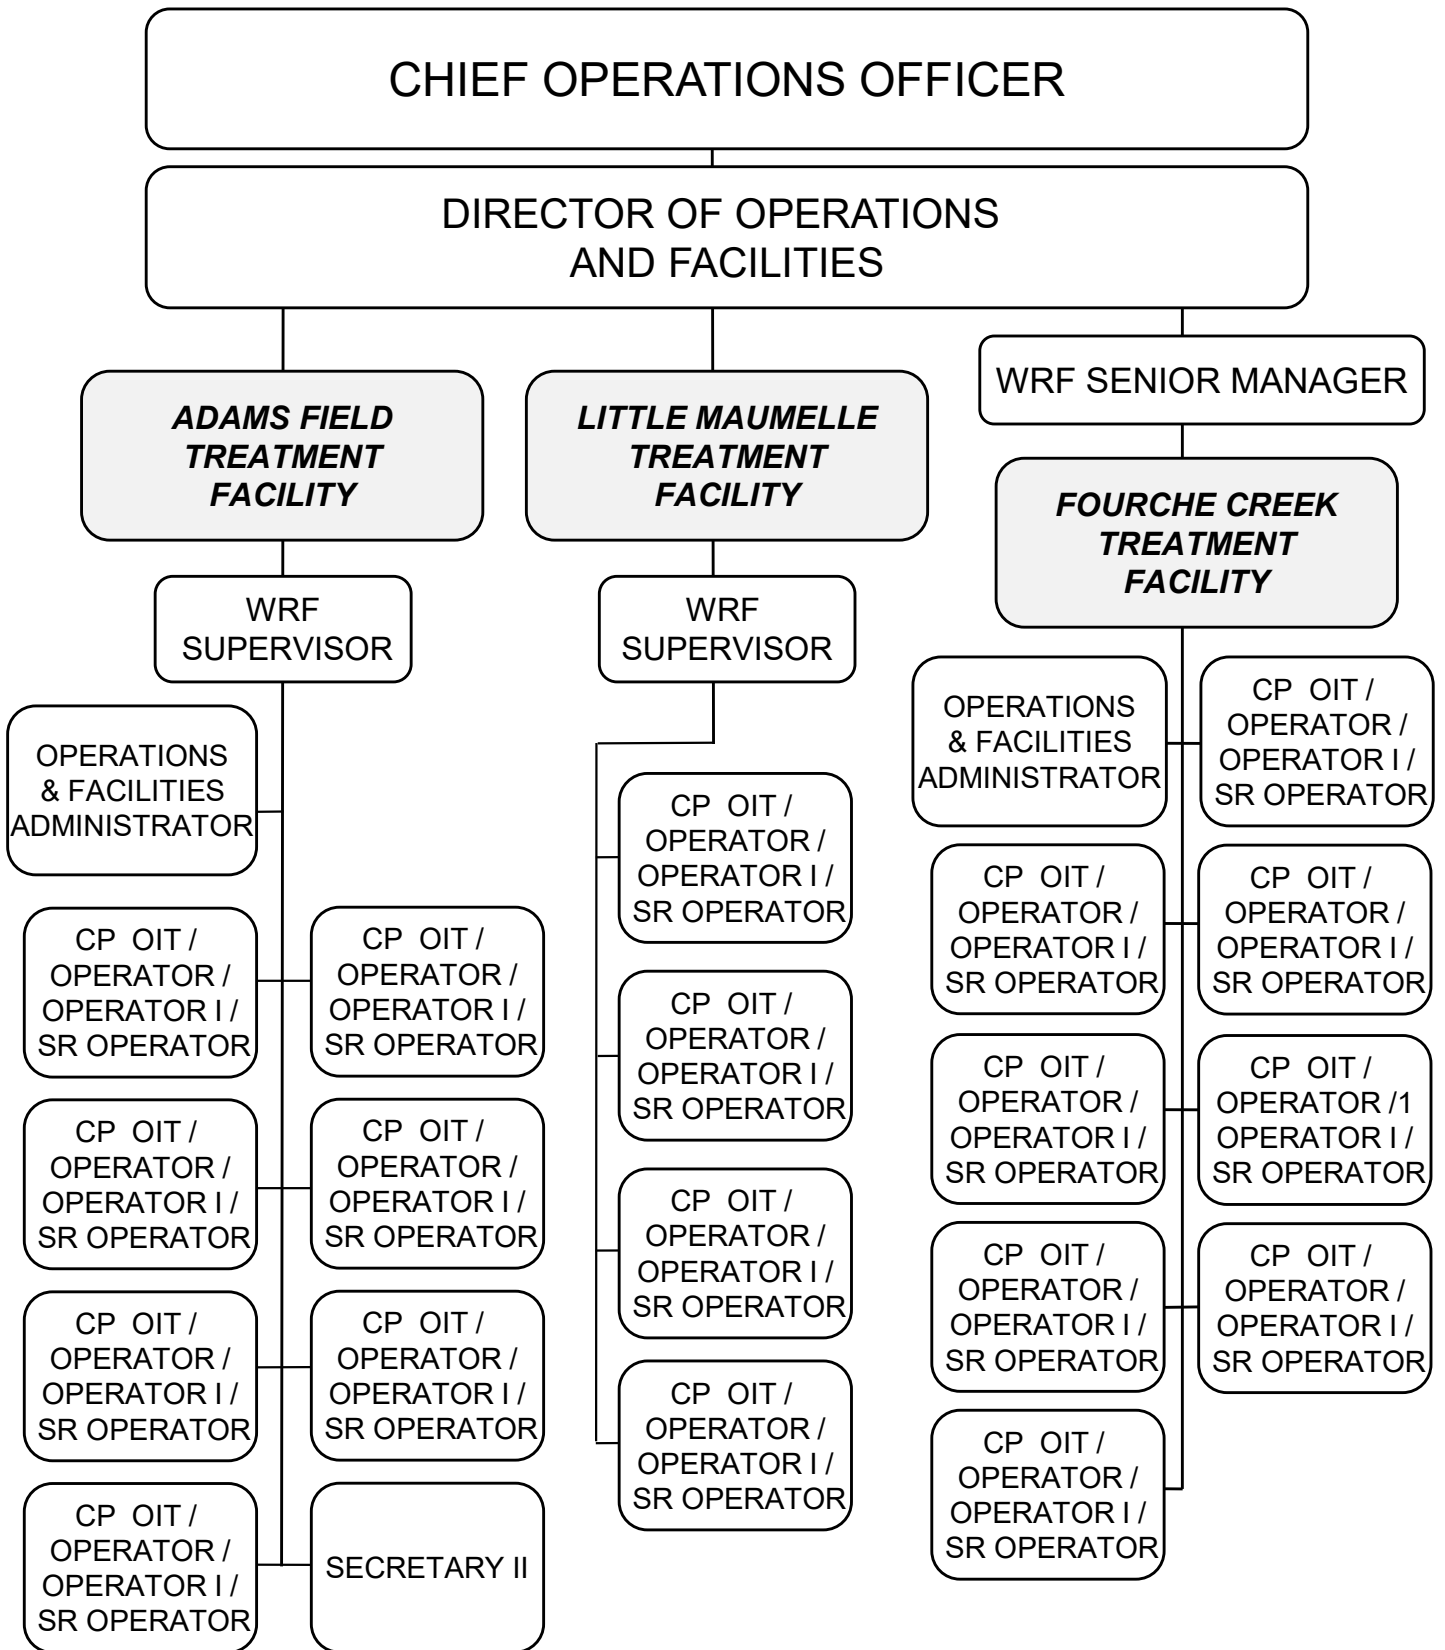 CHIEF OPERATIONS OFFICER
DIRECTOR OF OPERATIONS
AND FACILITIES
ADAMS FIELD
TREATMENT
FACILITY
WRF
SUPERVISOR
OPERATIONS
& FACILITIES
ADMINISTRATOR
CP OIT /
OPERATOR /
OPERATOR I /
SR OPERATOR
CP OIT /
OPERATOR /
OPERATOR I /
SR OPERATOR
CP OIT /
OPERATOR /
OPERATOR I /
SR OPERATOR
CP OIT /
OPERATOR /
OPERATOR I /
SR OPERATOR
CP OIT /
OPERATOR /
OPERATOR I /
SR OPERATOR
CP OIT /
OPERATOR /
OPERATOR I /
SR OPERATOR
CP OIT /
OPERATOR /
OPERATOR I /
SR OPERATOR
SECRETARY II
LITTLE MAUMELLE
TREATMENT
FACILITY
WRF
SUPERVISOR
CP OIT /
OPERATOR /
OPERATOR I /
SR OPERATOR
CP OIT /
OPERATOR /
OPERATOR I /
SR OPERATOR
CP OIT /
OPERATOR /
OPERATOR I /
SR OPERATOR
CP OIT /
OPERATOR /
OPERATOR I /
SR OPERATOR
WRF SENIOR MANAGER
FOURCHE CREEK
TREATMENT
FACILITY
OPERATIONS
& FACILITIES
ADMINISTRATOR
CP OIT /
OPERATOR /
OPERATOR I /
SR OPERATOR
CP OIT /
OPERATOR /
OPERATOR I /
SR OPERATOR
CP OIT /
OPERATOR /
OPERATOR I /
SR OPERATOR
CP OIT /
OPERATOR /
OPERATOR I /
SR OPERATOR
CP OIT /
OPERATOR /1
OPERATOR I /
SR OPERATOR
CP OIT /
OPERATOR /
OPERATOR I /
SR OPERATOR
CP OIT /
OPERATOR /
OPERATOR I /
SR OPERATOR
CP OIT /
OPERATOR /
OPERATOR I /
SR OPERATOR